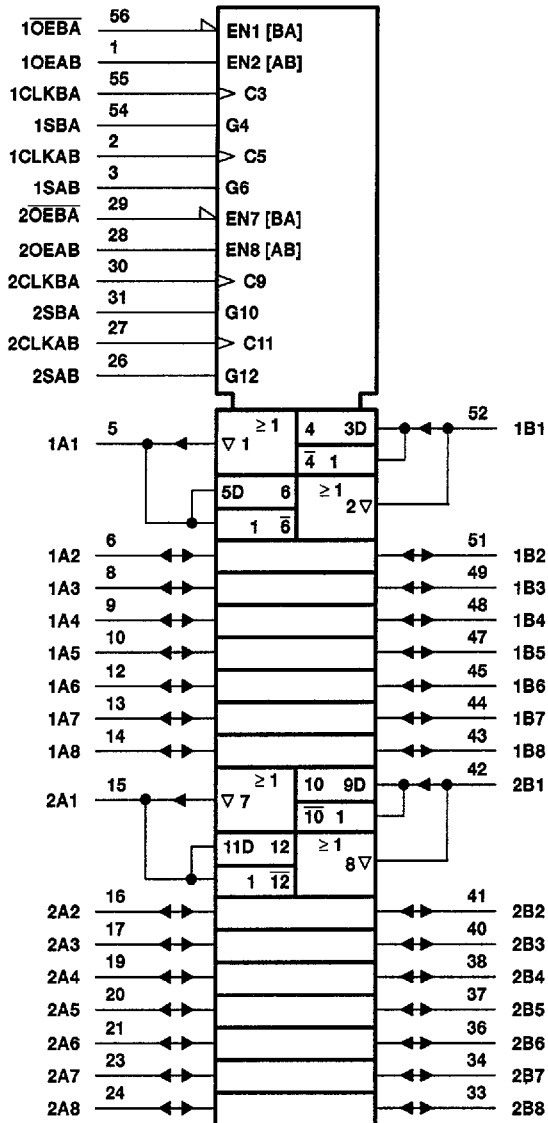 1O̅E̅B̅A̅ 56 EN1 [BA]
1OEAB 1 EN2 [AB]
1CLKBA 55 C3
1SBA 54 G4
1CLKAB 2 C5
1SAB 3 G6
2O̅E̅B̅A̅ 29 EN7 [BA]
2OEAB 28 EN8 [AB]
2CLKBA 30 C9
2SBA 31 G10
2CLKAB 27 C11
2SAB 26 G12
1A1 5 ▽ 1 ≥ 1 4 3D 52 1B1
4̅ 1
5D 6 ≥ 1
2 ▽
1 6̅
1A2 6 51 1B2
1A3 8 49 1B3
1A4 9 48 1B4
1A5 10 47 1B5
1A6 12 45 1B6
1A7 13 44 1B7
1A8 14 43 1B8
2A1 15 ▽ 7 ≥ 1 10 9D 42 2B1
1̅0̅ 1
11D 12 ≥ 1
8 ▽
1 1̅2̅
2A2 16 41 2B2
2A3 17 40 2B3
2A4 19 38 2B4
2A5 20 37 2B5
2A6 21 36 2B6
2A7 23 34 2B7
2A8 24 33 2B8